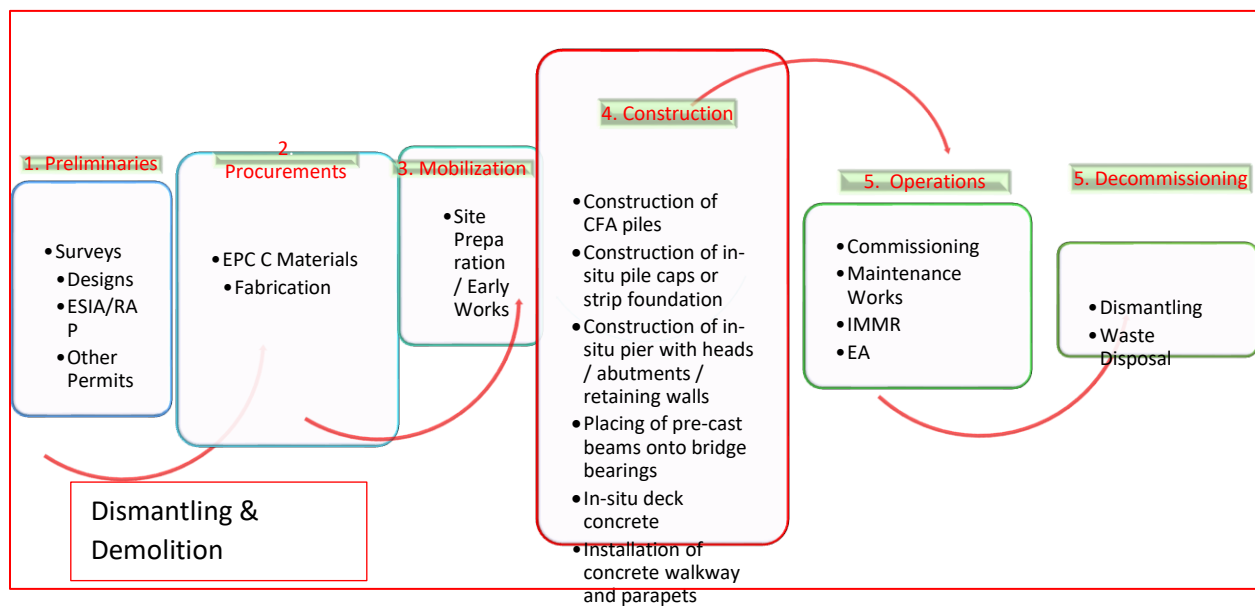 1. Preliminaries
• Surveys
• Designs
• ESIA/RA
P
• Other
Permits
2.
Procurements
• EPC C Materials
• Fabrication
3. Mobilization
• Site
Prepa
ration
/ Early
Works
4. Construction
• Construction of
CFA piles
• Construction of in-
situ pile caps or
strip foundation
• Construction of in-
situ pier with heads
/ abutments /
retaining walls
• Placing of pre-cast
beams onto bridge
bearings
• In-situ deck
concrete
• Installation of
concrete walkway
and parapets
5. Operations
• Commissioning
• Maintenance
Works
• IMMR
• EA
5. Decommissioning
• Dismantling
• Waste
Disposal
Dismantling &
Demolition